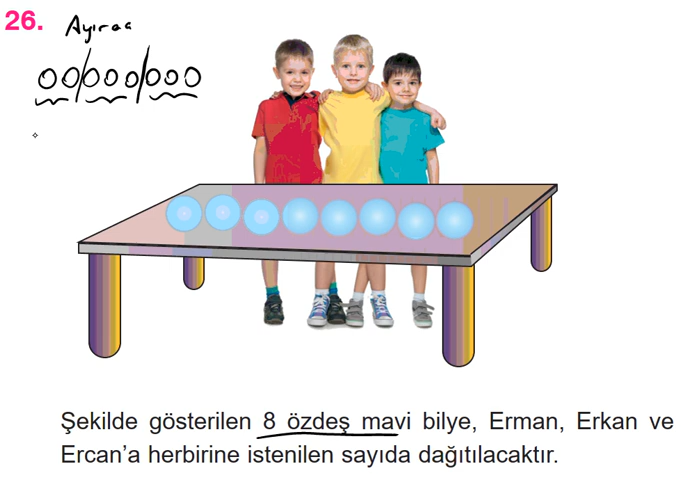 26. Ayıraç
00/000/000
Şekilde gösterilen 8 özdeş mavi bilye, Erman, Erkan ve
Ercan'a herbirine istenilen sayıda dağıtılacaktır.